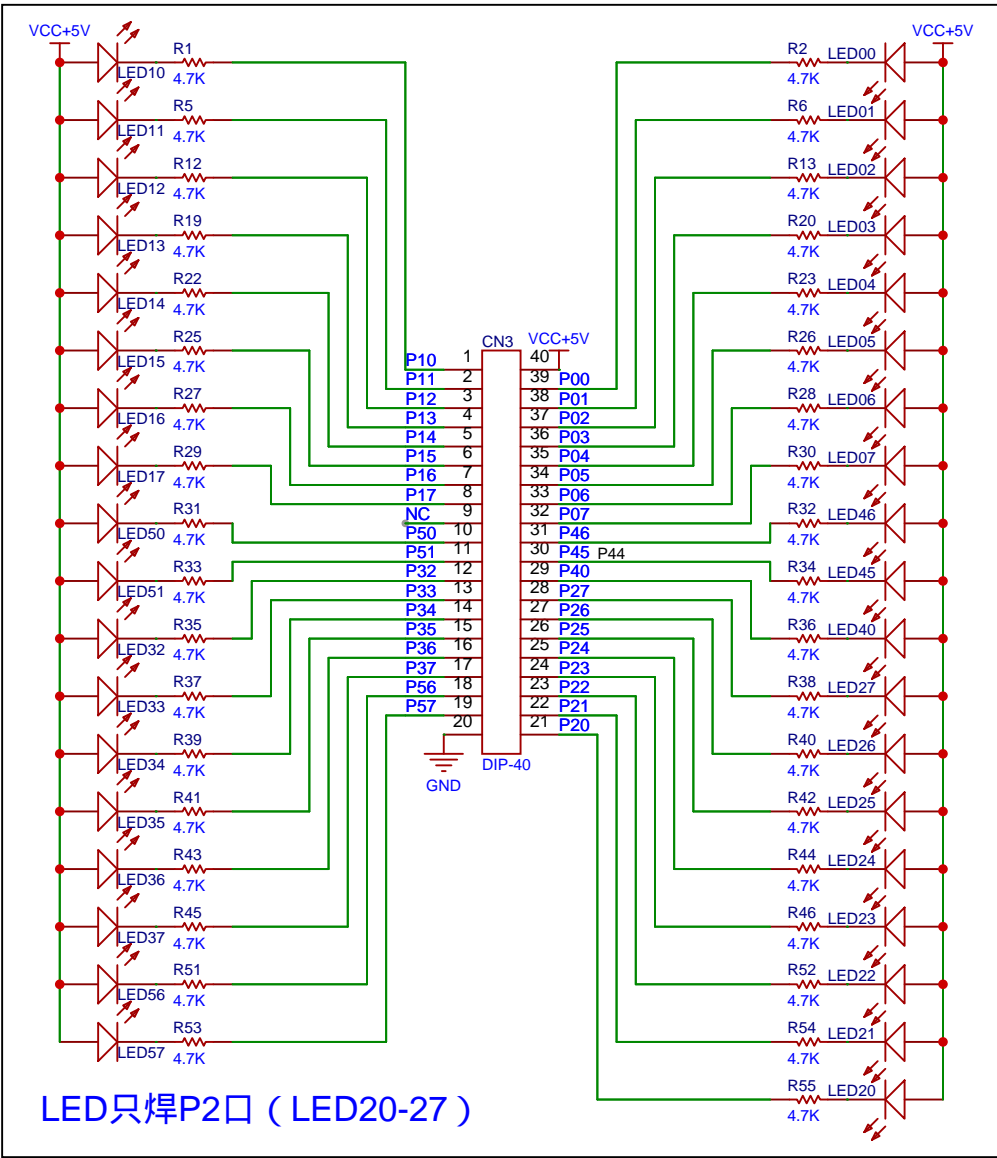 VCC+5V
R1
LED10
4.7K
R5
LED11
4.7K
R12
LED12
4.7K
R19
LED13
4.7K
R22
LED14
4.7K
R25
LED15
4.7K
R27
LED16
4.7K
R29
LED17
4.7K
R31
LED50
4.7K
R33
LED51
4.7K
R35
LED32
4.7K
R37
LED33
4.7K
R39
LED34
4.7K
R41
LED35
4.7K
R43
LED36
4.7K
R45
LED37
4.7K
R51
LED56
4.7K
R53
LED57
4.7K
CN3
VCC+5V
P10 1 40
P11 2 39 P00
P12 3 38 P01
P13 4 37 P02
P14 5 36 P03
P15 6 35 P04
P16 7 34 P05
P17 8 33 P06
NC 9 32 P07
P50 10 31 P46
P51 11 30 P45 P44
P32 12 29 P40
P33 13 28 P27
P34 14 27 P26
P35 15 26 P25
P36 16 25 P24
P37 17 24 P23
P56 18 23 P22
P57 19 22 P21
20 21 P20
DIP-40
GND
VCC+5V
R2 LED00
4.7K
R6 LED01
4.7K
R13 LED02
4.7K
R20 LED03
4.7K
R23 LED04
4.7K
R26 LED05
4.7K
R28 LED06
4.7K
R30 LED07
4.7K
R32 LED46
4.7K
R34 LED45
4.7K
R36 LED40
4.7K
R38 LED27
4.7K
R40 LED26
4.7K
R42 LED25
4.7K
R44 LED24
4.7K
R46 LED23
4.7K
R52 LED22
4.7K
R54 LED21
4.7K
R55 LED20
4.7K
LED只焊P2口（LED20-27）